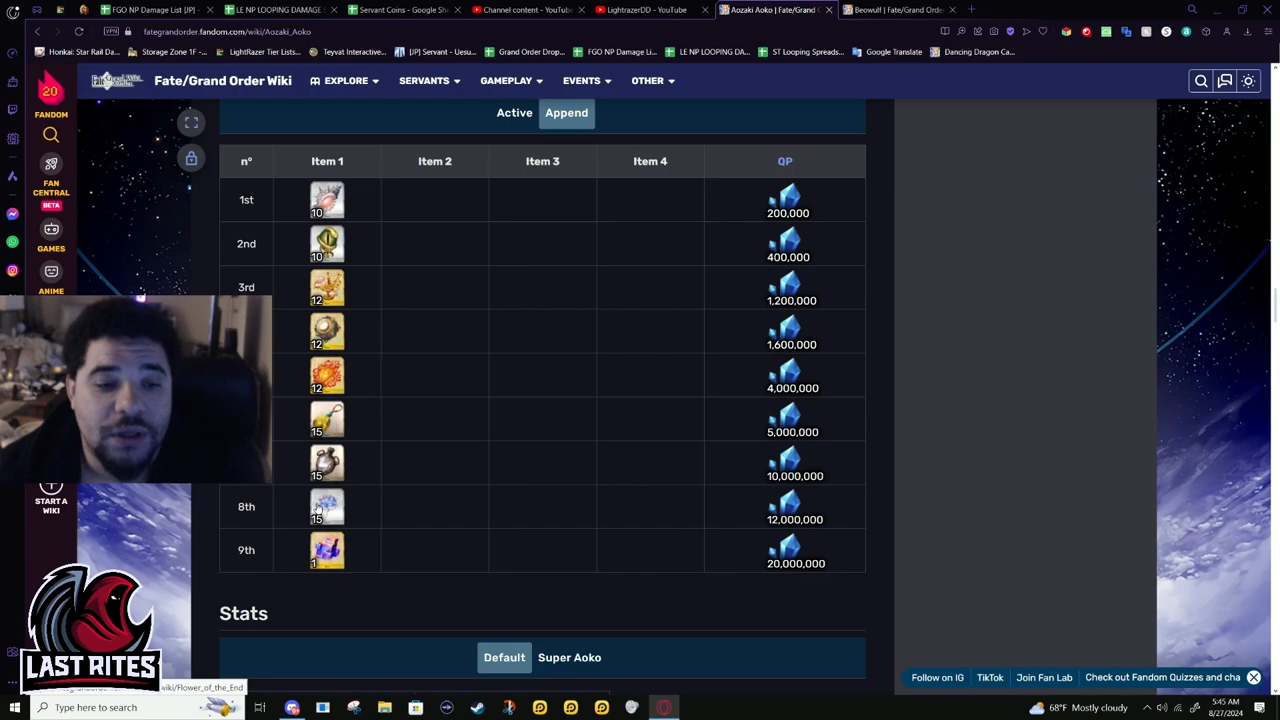 FGO NP Damage List [JP] -
LE NP LOOPING DAMAGE S
Servant Coins - Google She
Channel content - YouTube
LightrazerDD - YouTube
Aozaki Aoko | Fate/Grand O
Beowulf | Fate/Grand Order
VPN
fategrandorder.fandom.com/wiki/Aozaki_Aoko
Honkai: Star Rail Da...
Storage Zone 1F -...
LightRazer Tier Lists...
Teyvat Interactive...
[JP] Servant - Uesu...
Grand Order Drop...
FGO NP Damage Li...
LE NP LOOPING DA...
ST Looping Spreads...
Google Translate
Dancing Dragon Ca...
20
FANDOM
FAN
CENTRAL
BETA
GAMES
ANIME
START A
WIKI
Fate/Grand Order Wiki
EXPLORE
SERVANTS
GAMEPLAY
EVENTS
OTHER
Active
Append
n°
Item 1
Item 2
Item 3
Item 4
QP
1st
10
200,000
2nd
10
400,000
3rd
12
1,200,000
12
1,600,000
12
4,000,000
15
5,000,000
15
10,000,000
8th
15
12,000,000
9th
1
20,000,000
Stats
Default
Super Aoko
LAST RITES
wiki/Flower_of_the_End
Follow on IG
TikTok
Join Fan Lab
Check out Fandom Quizzes and cha
Type here to search
68°F Mostly cloudy
5:45 AM
8/27/2024